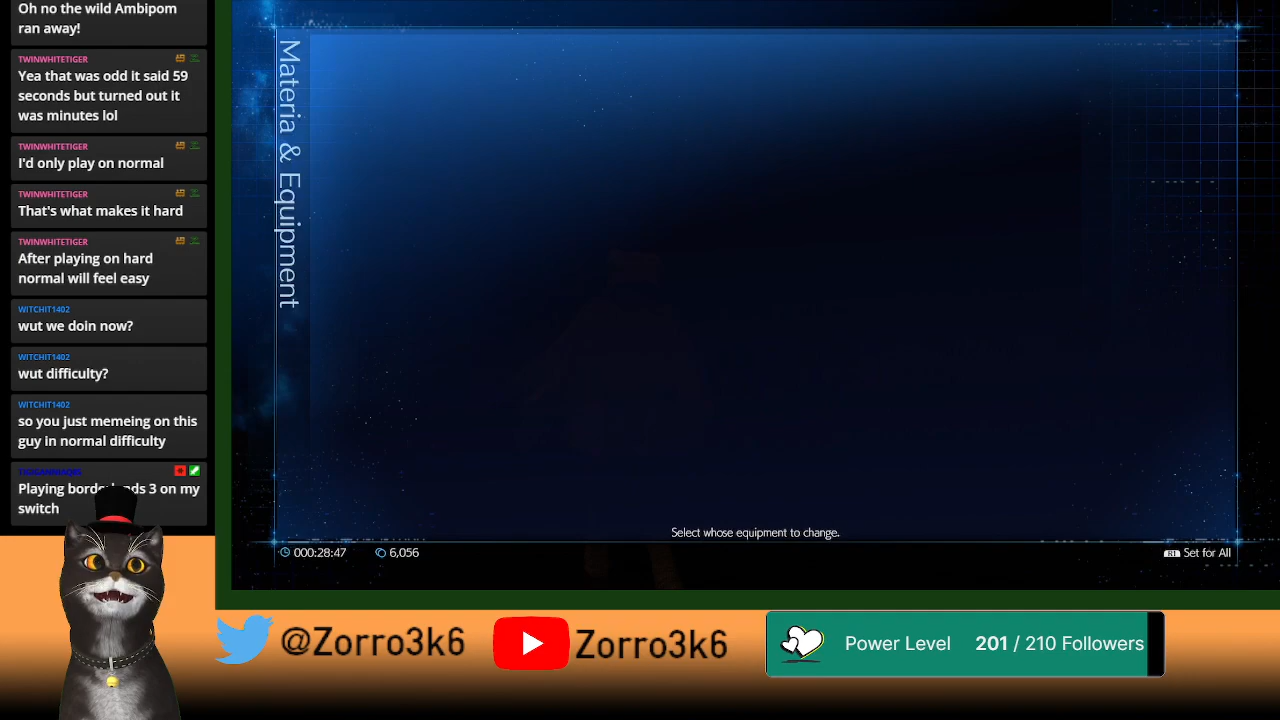 Oh no the wild Ambipom
ran away!
TWINWHITETIGER
Yea that was odd it said 59
seconds but turned out it
was minutes lol
TWINWHITETIGER
I'd only play on normal
TWINWHITETIGER
That's what makes it hard
TWINWHITETIGER
After playing on hard
normal will feel easy
WITCHIT1402
wut we doin now?
WITCHIT1402
wut difficulty?
WITCHIT1402
so you just memeing on this
guy in normal difficulty
Playing 3 on my
switch
Materia & Equipment
Select whose equipment to change.
000:28:47
6,056
R1 Set for All
@Zorro3k6
Zorro3k6
Power Level 201 / 210 Followers